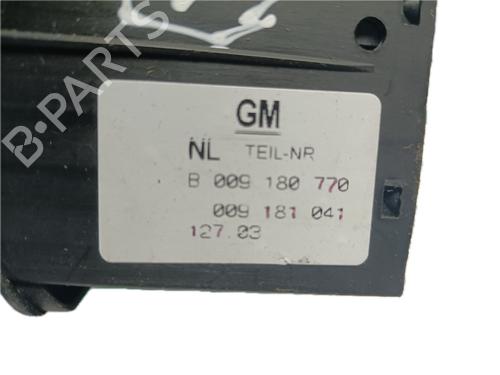 GM
NL TEIL-NR
B 009 180 770
009 181 041
127.03
B-PARTS